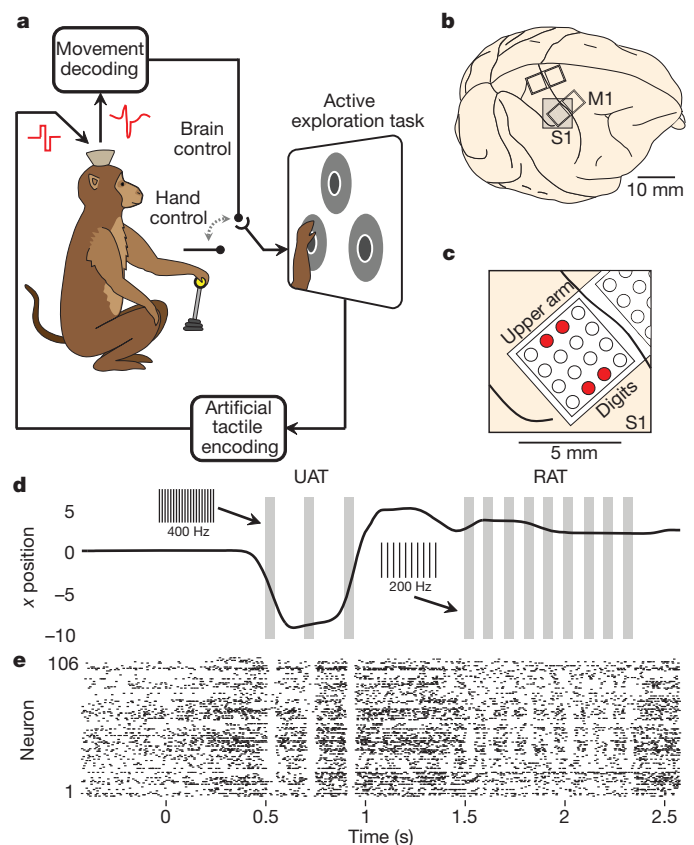 a
Movement
decoding
Brain
control
Hand
control
Active
exploration task
Artificial
tactile
encoding
b
M1
S1
10 mm
c
Upper arm
Digits
S1
5 mm
d
UAT
RAT
400 Hz
200 Hz
x position
5
0
−5
−10
e
Neuron
106
1
0
0.5
1
1.5
2
2.5
Time (s)